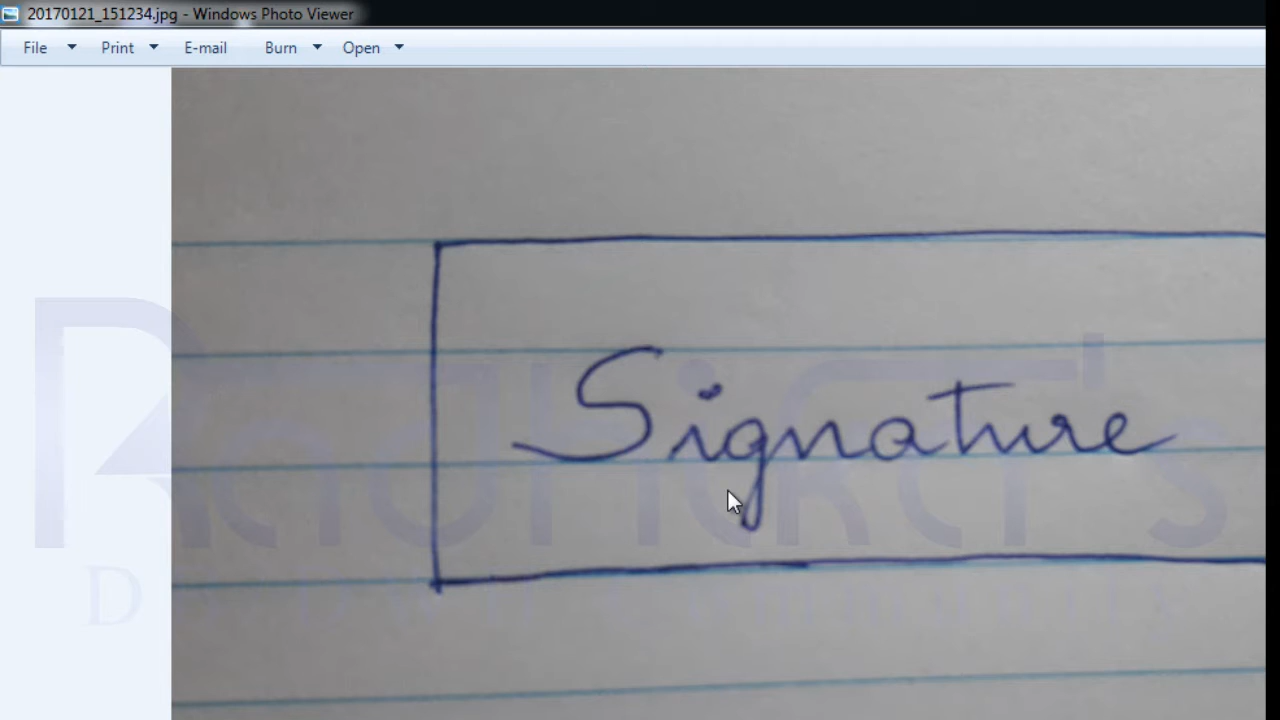 20170121_151234.jpg - Windows Photo Viewer
File Print E-mail Burn Open
Signature